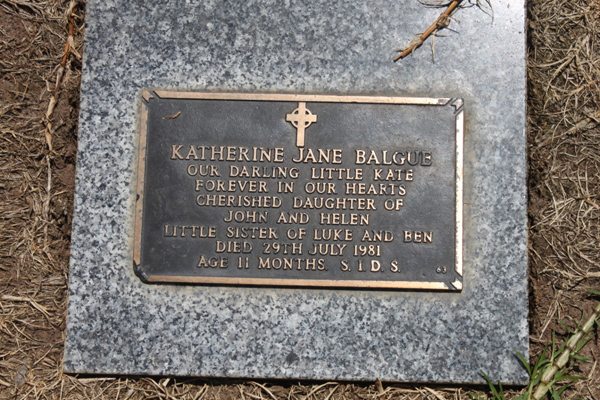 KATHERINE JANE BALGUE
OUR DARLING LITTLE KATE
FOREVER IN OUR HEARTS
CHERISHED DAUGHTER OF
JOHN AND HELEN
LITTLE SISTER OF LUKE AND BEN
DIED 29TH JULY 1981
AGE 11 MONTHS. S.I.D.S. 63